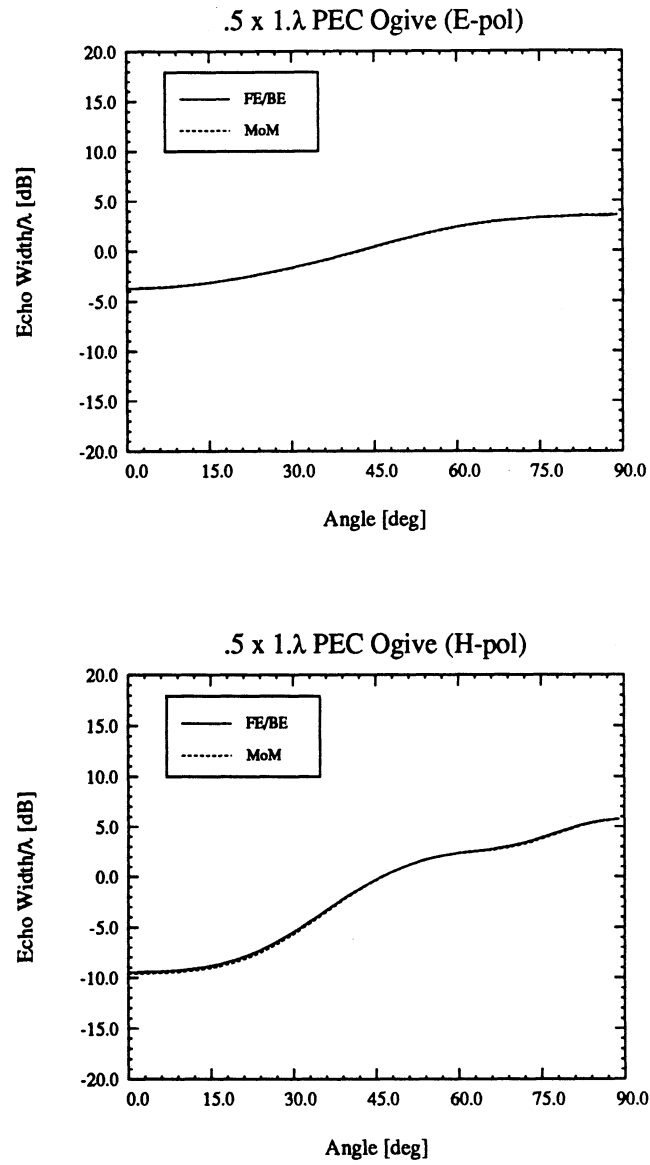 .5 x 1.λ PEC Ogive (E-pol)
20.0
15.0
10.0
5.0
0.0
-5.0
-10.0
-15.0
-20.0
Echo Width/λ [dB]
FE/BE
MoM
0.0 15.0 30.0 45.0 60.0 75.0 90.0
Angle [deg]
.5 x 1.λ PEC Ogive (H-pol)
20.0
15.0
10.0
5.0
0.0
-5.0
-10.0
-15.0
-20.0
Echo Width/λ [dB]
FE/BE
MoM
0.0 15.0 30.0 45.0 60.0 75.0 90.0
Angle [deg]